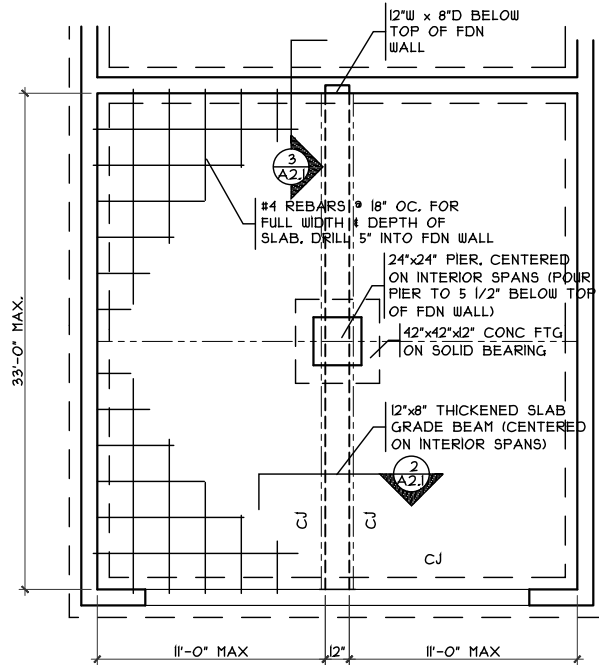 12"W x 8"D BELOW
TOP OF FDN
WALL
3
A2.1
#4 REBARS @ 18" OC. FOR
FULL WIDTH & DEPTH OF
SLAB. DRILL 5" INTO FDN WALL
24"x24" PIER, CENTERED
ON INTERIOR SPANS (POUR
PIER TO 5 1/2" BELOW TOP
OF FDN WALL)
42"x42"x12" CONC FTG
ON SOLID BEARING
33'-0" MAX.
12"x8" THICKENED SLAB
GRADE BEAM (CENTERED
ON INTERIOR SPANS)
2
A2.1
CJ
CJ
CJ
11'-0" MAX
12"
11'-0" MAX